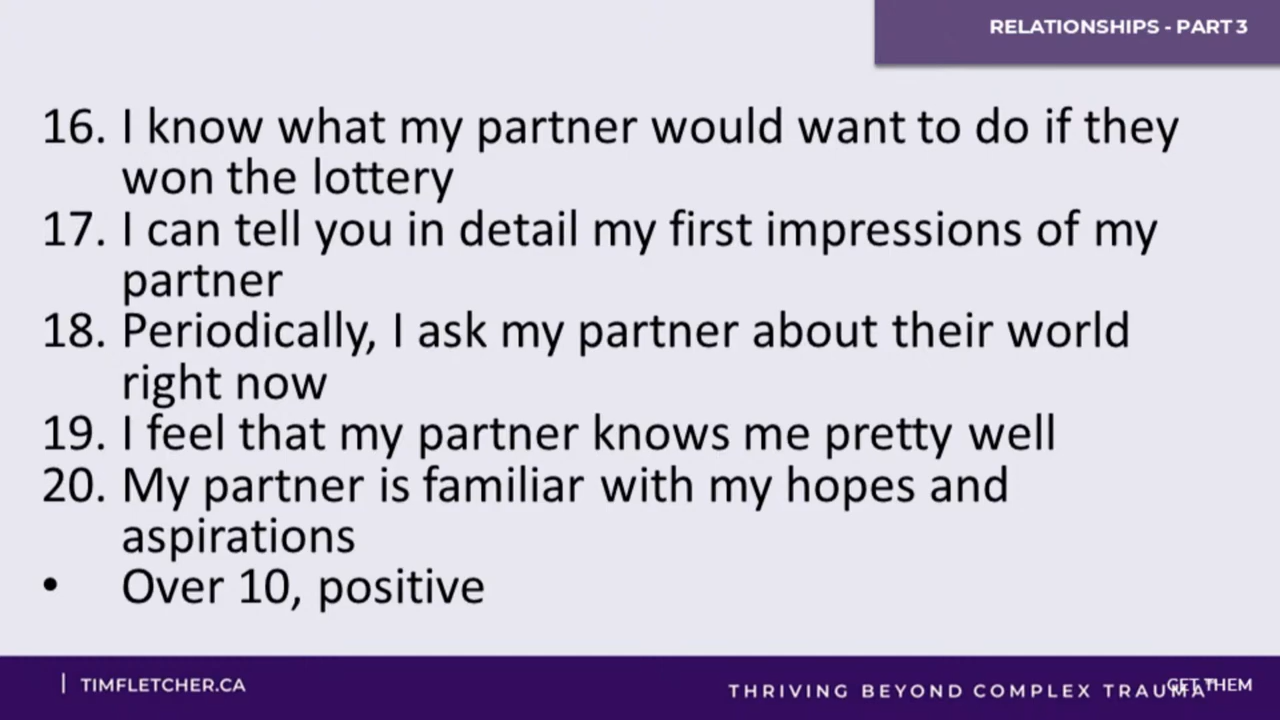 RELATIONSHIPS - PART 3
16. I know what my partner would want to do if they
won the lottery
17. I can tell you in detail my first impressions of my
partner
18. Periodically, I ask my partner about their world
right now
19. I feel that my partner knows me pretty well
20. My partner is familiar with my hopes and
aspirations
• Over 10, positive
| TIMFLETCHER.CA
THRIVING BEYOND COMPLEX TRAUMA
GET THEM